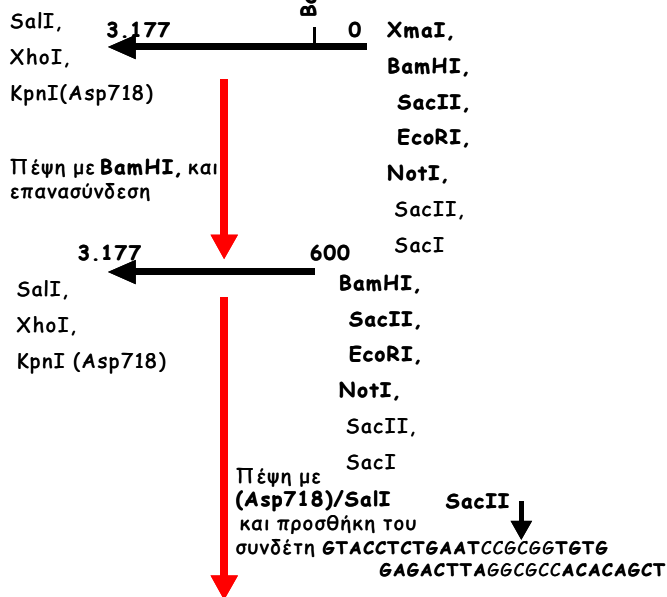 SalI,
3.177
0
XmaI,
XhoI,
BamHI,
KpnI(Asp718)
SacII,
EcoRI,
Πέψη με BamHI, και
επανασύνδεση
NotI,
SacII,
SacI
3.177
600
SalI,
BamHI,
XhoI,
SacII,
KpnI (Asp718)
EcoRI,
NotI,
SacII,
SacI
Πέψη με
(Asp718)/SalI
SacII
και προσθήκη του
συνδέτη GTACCTCTGAATCCGCGGTGTG
GAGACTTAGGCGCCACACAGCT